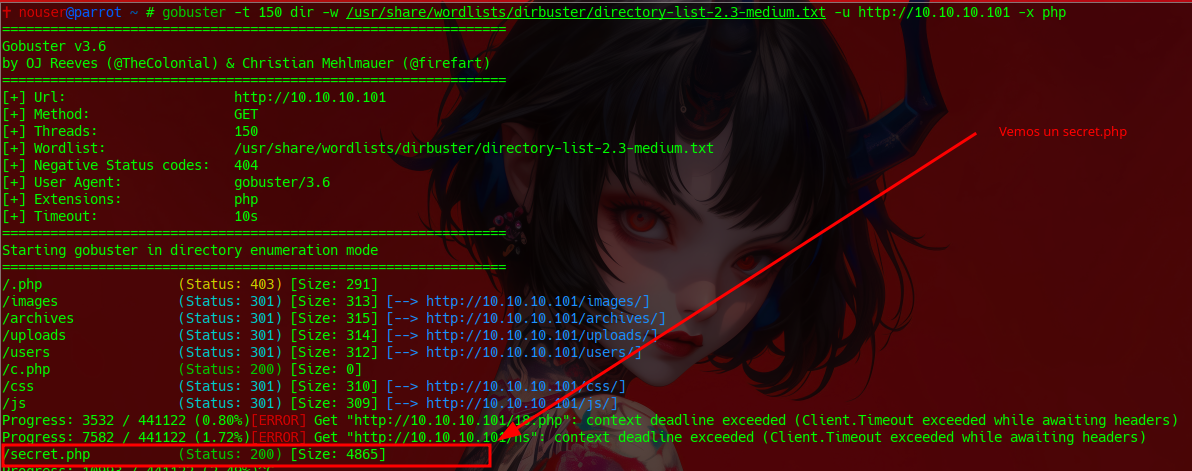 ✝ nouser@parrot ~ # gobuster -t 150 dir -w /usr/share/wordlists/dirbuster/directory-list-2.3-medium.txt -u http://10.10.10.101 -x php
===============================================================
Gobuster v3.6
by OJ Reeves (@TheColonial) & Christian Mehlmauer (@firefart)
===============================================================
[+] Url:                     http://10.10.10.101
[+] Method:                  GET
[+] Threads:                 150
[+] Wordlist:                /usr/share/wordlists/dirbuster/directory-list-2.3-medium.txt
[+] Negative Status codes:   404
[+] User Agent:              gobuster/3.6
[+] Extensions:              php
[+] Timeout:                 10s
===============================================================
Starting gobuster in directory enumeration mode
===============================================================
/.php                 (Status: 403) [Size: 291]
/images               (Status: 301) [Size: 313] [--> http://10.10.10.101/images/]
/archives             (Status: 301) [Size: 315] [--> http://10.10.10.101/archives/]
/uploads              (Status: 301) [Size: 314] [--> http://10.10.10.101/uploads/]
/users                (Status: 301) [Size: 312] [--> http://10.10.10.101/users/]
/c.php                (Status: 200) [Size: 0]
/css                  (Status: 301) [Size: 310] [--> http://10.10.10.101/css/]
/js                   (Status: 301) [Size: 309] [--> http://10.10.10.101/js/]
Progress: 3532 / 441122 (0.80%)[ERROR] Get "http://10.10.10.101/18.php": context deadline exceeded (Client.Timeout exceeded while awaiting headers)
Progress: 7582 / 441122 (1.72%)[ERROR] Get "http://10.10.10.101/ns": context deadline exceeded (Client.Timeout exceeded while awaiting headers)
/secret.php           (Status: 200) [Size: 4865]
Vemos un secret.php